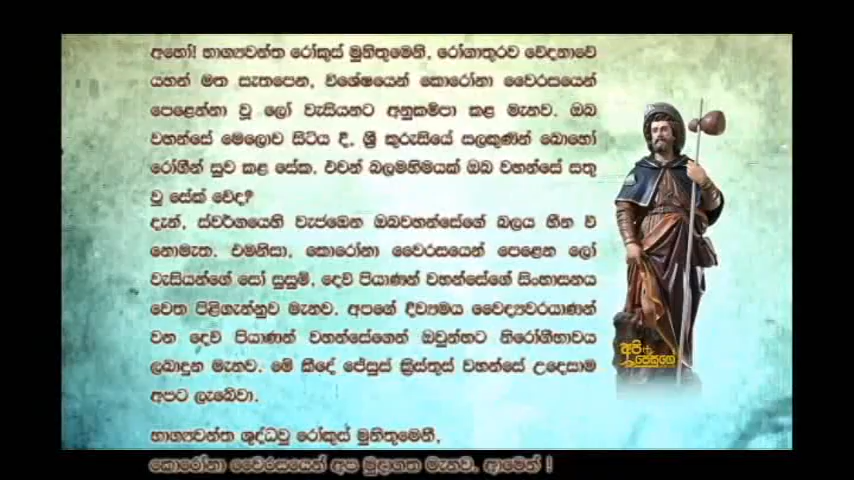 අහෝ! භාග්‍යවන්ත රෝකුස් මුනිතුමෙනි, රෝගාතුරව වේදනාවේ
යහන් මත සැතපෙන, විශේෂයෙන් කොරෝනා වෛරසයෙන්
පෙළෙන්නා වූ ලෝ වැසියනට අනුකම්පා කළ මැනව. ඔබ
වහන්සේ මෙලොව සිටිය දී, ශ්‍රී කුරුසියේ සලකුණින් බොහෝ
රෝගීන් සුව කළ සේක. එවන් බලමහිමයක් ඔබ වහන්සේ සතු
වූ සේක් වේද?
දැන්, ස්වර්ගයෙහි වැජඹෙන ඔබවහන්සේගේ බලය හීන වී
නොමැත. එමනිසා, කොරෝනා වෛරසයෙන් පෙළෙන ලෝ
වැසියන්ගේ සෝ සුසුම්, දෙව් පියාණන් වහන්සේගේ සිංහාසනය
වෙත පිළිගැන්නුව මැනව. අපගේ දිව්‍යමය වෛද්‍යවරයාණන්
වන දෙව් පියාණන් වහන්සේගෙන් ඔවුන්හට නිරෝගීභාවය
ලබාදුන මැනව. මේ කීදේ ජේසුස් ක්‍රිස්තුස් වහන්සේ උදෙසාම
අපට ලැබේවා.
භාග්‍යවන්ත ශුද්ධවූ රෝකුස් මුනිතුමෙනී,
කොරෝනා වෛරසයෙන් අප මුදාගත මැනව, ආමෙන් !
අපි
ජේසුගෙ